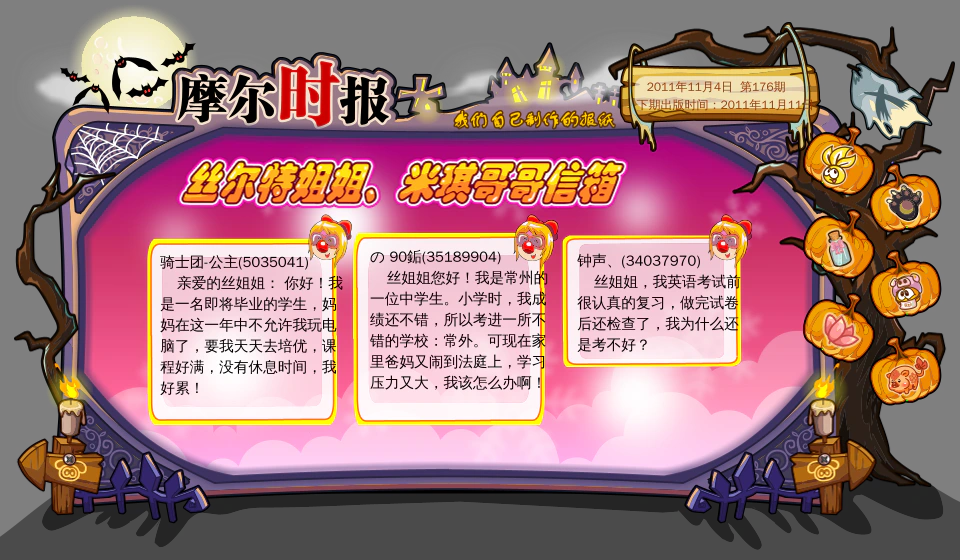 摩尔时报
我们自己制作的报纸
2011年11月4日 第176期
下期出版时间：2011年11月11
丝尔特姐姐、米琪哥哥信箱
骑士团-公主(5035041)
亲爱的丝姐姐： 你好！我
是一名即将毕业的学生，妈
妈在这一年中不允许我玩电
脑了，要我天天去培优，课
程好满，没有休息时间，我
好累！
の 90銗(35189904)
丝姐姐您好！我是常州的
一位中学生。小学时，我成
绩还不错，所以考进一所不
错的学校：常外。可现在家
里爸妈又闹到法庭上，学习
压力又大，我该怎么办啊！
钟声、(34037970)
丝姐姐，我英语考试前
很认真的复习，做完试卷
后还检查了，我为什么还
是考不好？